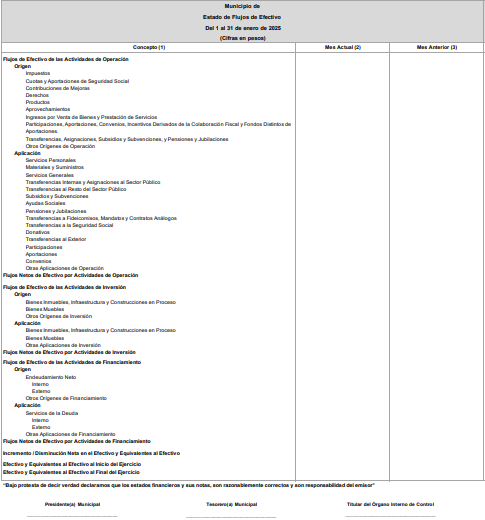 Municipio de
Estado de Flujos de Efectivo
Del 1 al 31 de enero de 2025
(Cifras en pesos)
Concepto (1) Mes Actual (2) Mes Anterior (3)
Flujos de Efectivo de las Actividades de Operación
Origen
Impuestos
Cuotas y Aportaciones de Seguridad Social
Contribuciones de Mejoras
Derechos
Productos
Aprovechamientos
Ingresos por Venta de Bienes y Prestación de Servicios
Participaciones, Aportaciones, Convenios, Incentivos Derivados de la Colaboración Fiscal y Fondos Distintos de
Aportaciones.
Transferencias, Asignaciones, Subsidios y Subvenciones, y Pensiones y Jubilaciones
Otros Orígenes de Operación
Aplicación
Servicios Personales
Materiales y Suministros
Servicios Generales
Transferencias Internas y Asignaciones al Sector Público
Transferencias al Resto del Sector Público
Subsidios y Subvenciones
Ayudas Sociales
Pensiones y Jubilaciones
Transferencias a Fideicomisos, Mandatos y Contratos Análogos
Transferencias a la Seguridad Social
Donativos
Transferencias al Exterior
Participaciones
Aportaciones
Convenios
Otras Aplicaciones de Operación
Flujos Netos de Efectivo por Actividades de Operación
Flujos de Efectivo de las Actividades de Inversión
Origen
Bienes Inmuebles, Infraestructura y Construcciones en Proceso
Bienes Muebles
Otros Orígenes de Inversión
Aplicación
Bienes Inmuebles, Infraestructura y Construcciones en Proceso
Bienes Muebles
Otras Aplicaciones de Inversión
Flujos Netos de Efectivo por Actividades de Inversión
Flujos de Efectivo de las Actividades de Financiamiento
Origen
Endeudamiento Neto
Interno
Externo
Otros Orígenes de Financiamiento
Aplicación
Servicios de la Deuda
Interno
Externo
Otras Aplicaciones de Financiamiento
Flujos Netos de Efectivo por Actividades de Financiamiento
Incremento / Disminución Neta en el Efectivo y Equivalentes al Efectivo
Efectivo y Equivalentes al Efectivo al Inicio del Ejercicio
Efectivo y Equivalentes al Efectivo al Final del Ejercicio
"Bajo protesta de decir verdad declaramos que los estados financieros y sus notas, son razonablemente correctos y son responsabilidad del emisor"
Presidente(a) Municipal Tesorero(a) Municipal Titular del Órgano Interno de Control